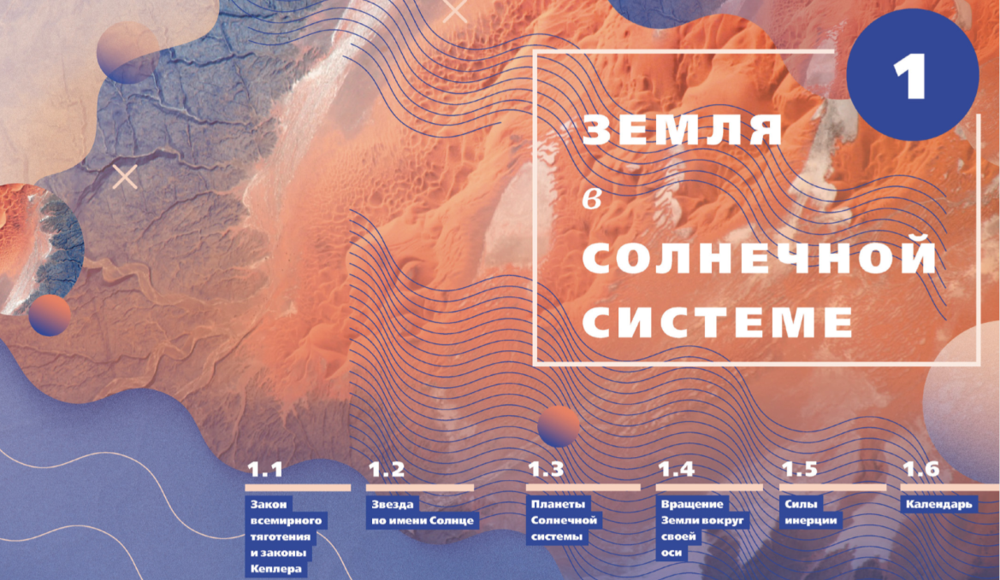 1
ЗЕМЛЯ
в
СОЛНЕЧНОЙ
СИСТЕМЕ
1.1
Закон
всемирного
тяготения
и законы
Кеплера
1.2
Звезда
по имени Солнце
1.3
Планеты
Солнечной
системы
1.4
Вращение
Земли вокруг
своей
оси
1.5
Силы
инерции
1.6
Календарь